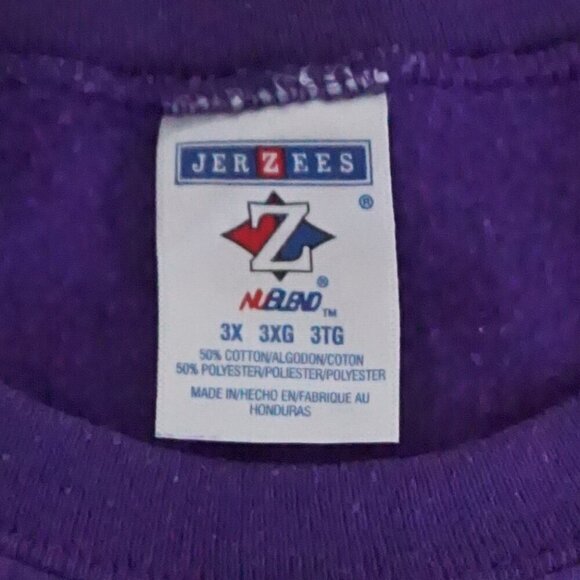 JERZEES
®
Z
®
NUBLEND™
3X 3XG 3TG
50% COTTON/ALGODON/COTON
50% POLYESTER/POLIESTER/POLYESTER
MADE IN/HECHO EN/FABRIQUE AU
HONDURAS